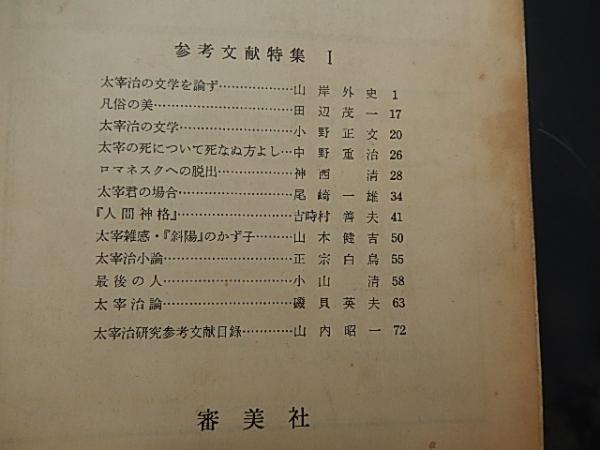 参考文献特集 Ⅰ
太宰治の文学を論ず………………山岸外史 1
凡俗の美……………………………田辺茂一 17
太宰治の文学………………………小野正文 20
太宰の死について死なぬ方よし…中野重治 26
ロマネスクへの脱出………………神西清 28
太宰君の場合………………………尾崎一雄 34
『人間神格』………………………古時村善夫 41
太宰雑感・『斜陽』のかず子………山本健吉 50
太宰治小論…………………………正宗白鳥 55
最後の人……………………………小山清 58
太宰治論……………………………磯貝英夫 63
太宰治研究参考文献目録…………山内昭一 72
審美社